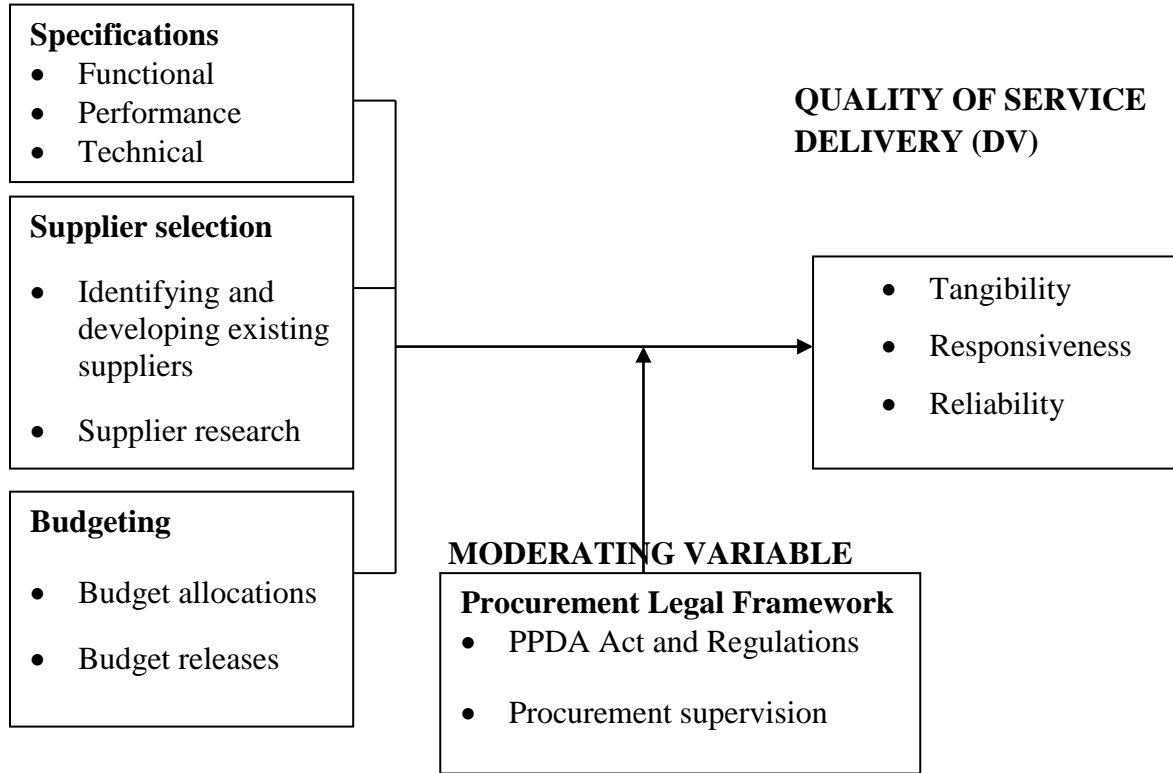 Specifications
• Functional
• Performance
• Technical
QUALITY OF SERVICE
DELIVERY (DV)
Supplier selection
• Identifying and
developing existing
suppliers
• Supplier research
• Tangibility
• Responsiveness
• Reliability
Budgeting
• Budget allocations
• Budget releases
MODERATING VARIABLE
Procurement Legal Framework
• PPDA Act and Regulations
• Procurement supervision